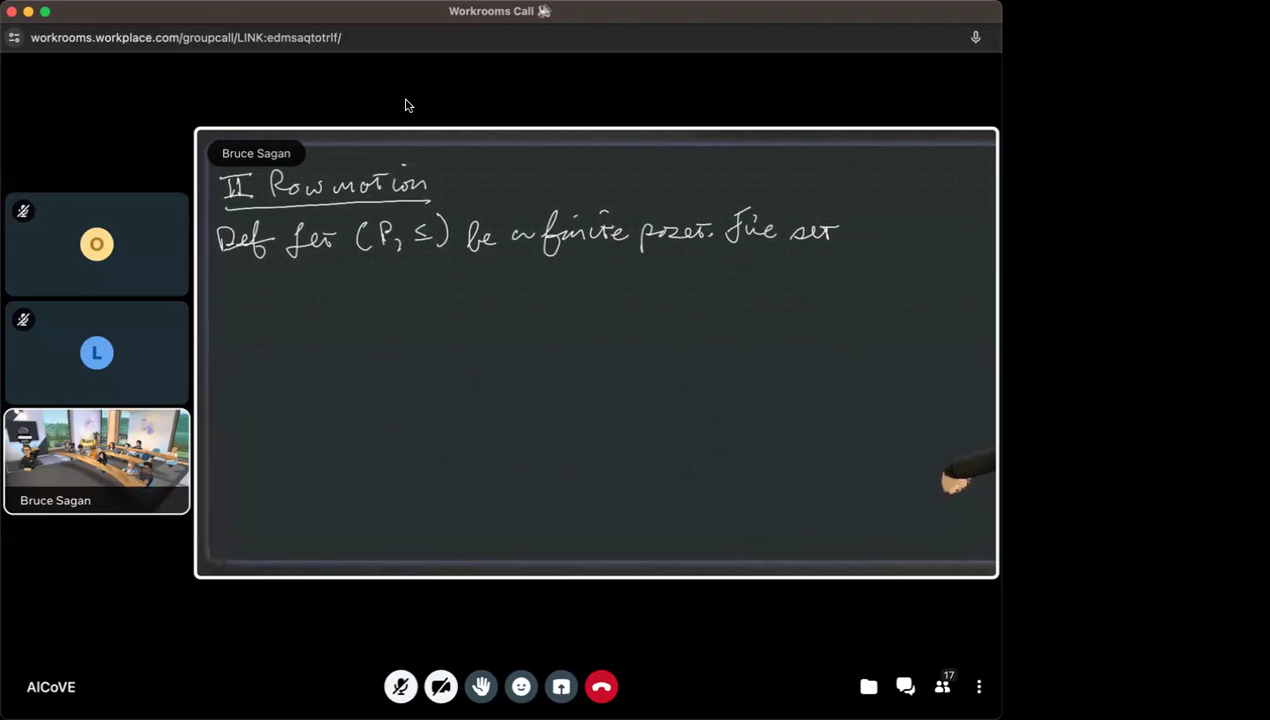 Workrooms Call
workrooms.workplace.com/groupcall/LINK:edmsaqtotrlf/
Bruce Sagan
II Rowmotion
Def Let (P, ≤) be a finite poset. The set
O
L
Bruce Sagan
AICoVE
17